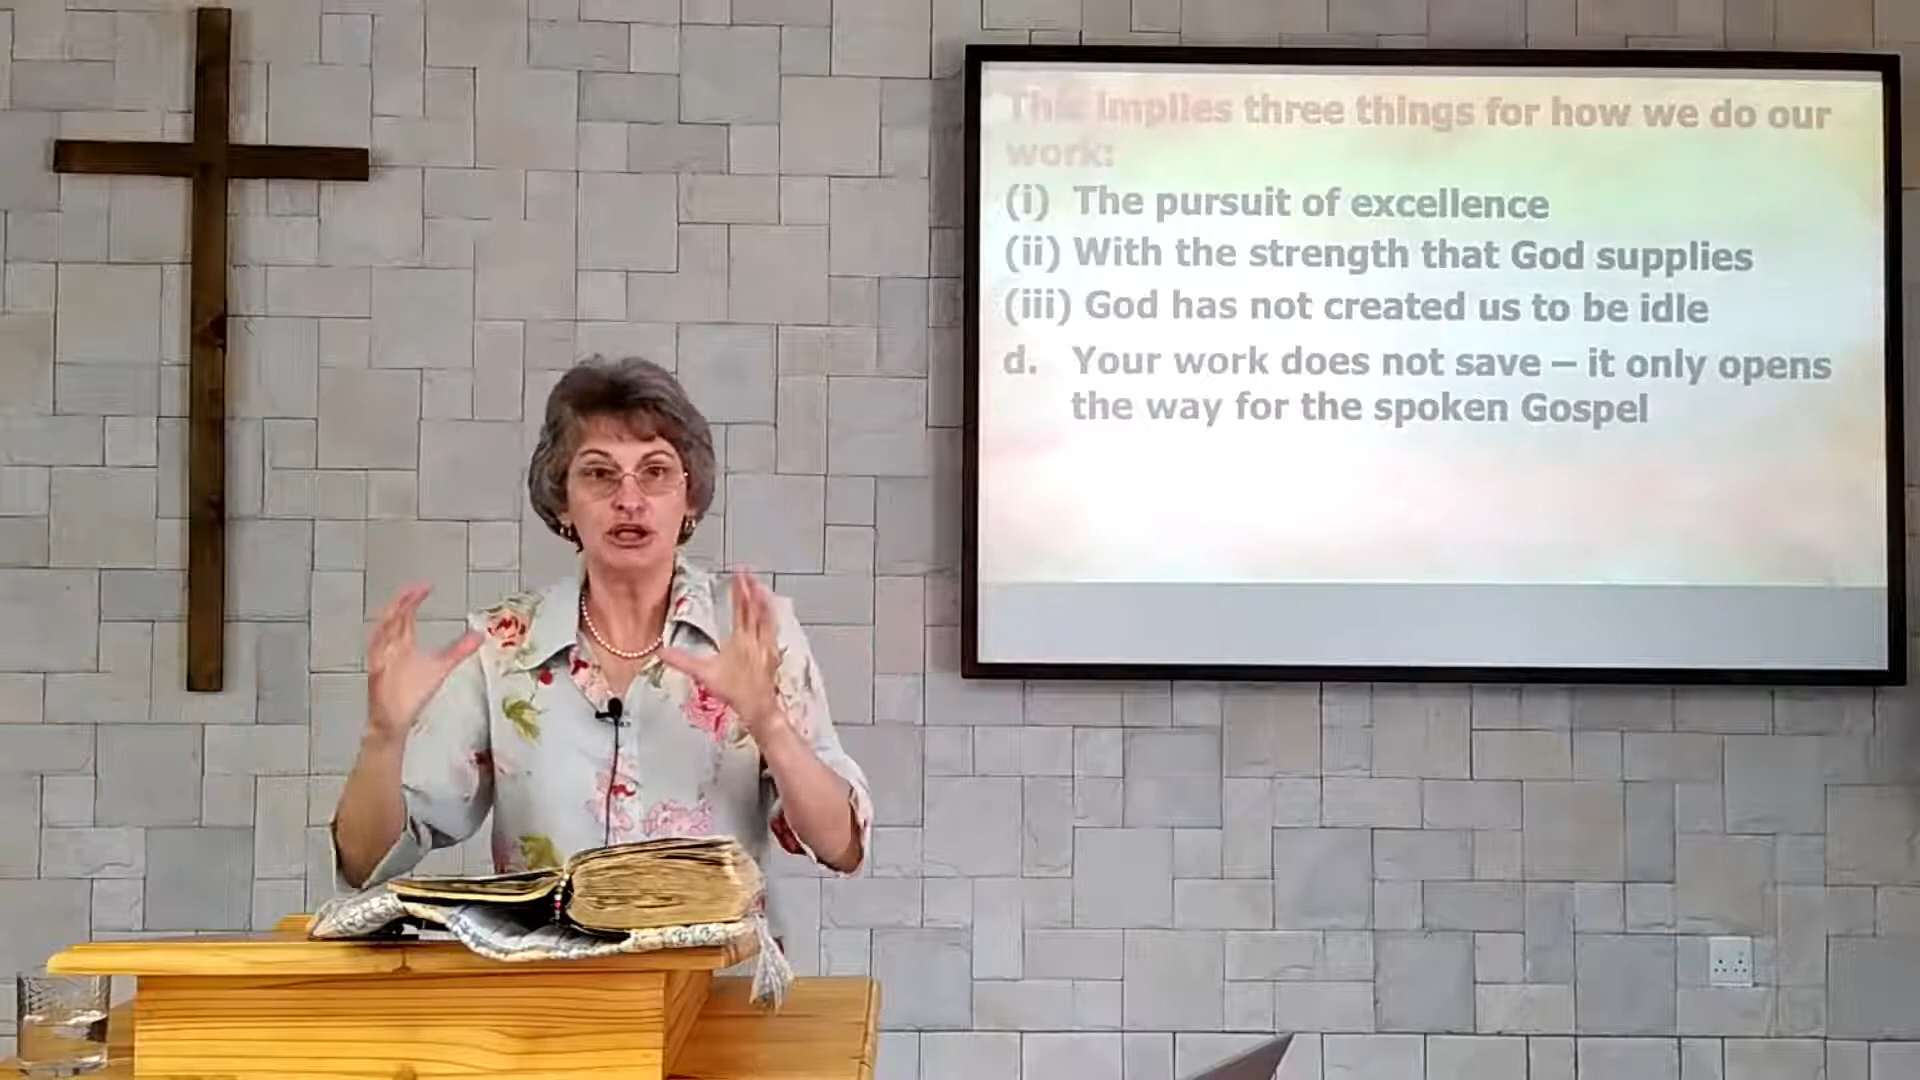 This implies three things for how we do our
work:
(i) The pursuit of excellence
(ii) With the strength that God supplies
(iii) God has not created us to be idle
d. Your work does not save – it only opens
the way for the spoken Gospel